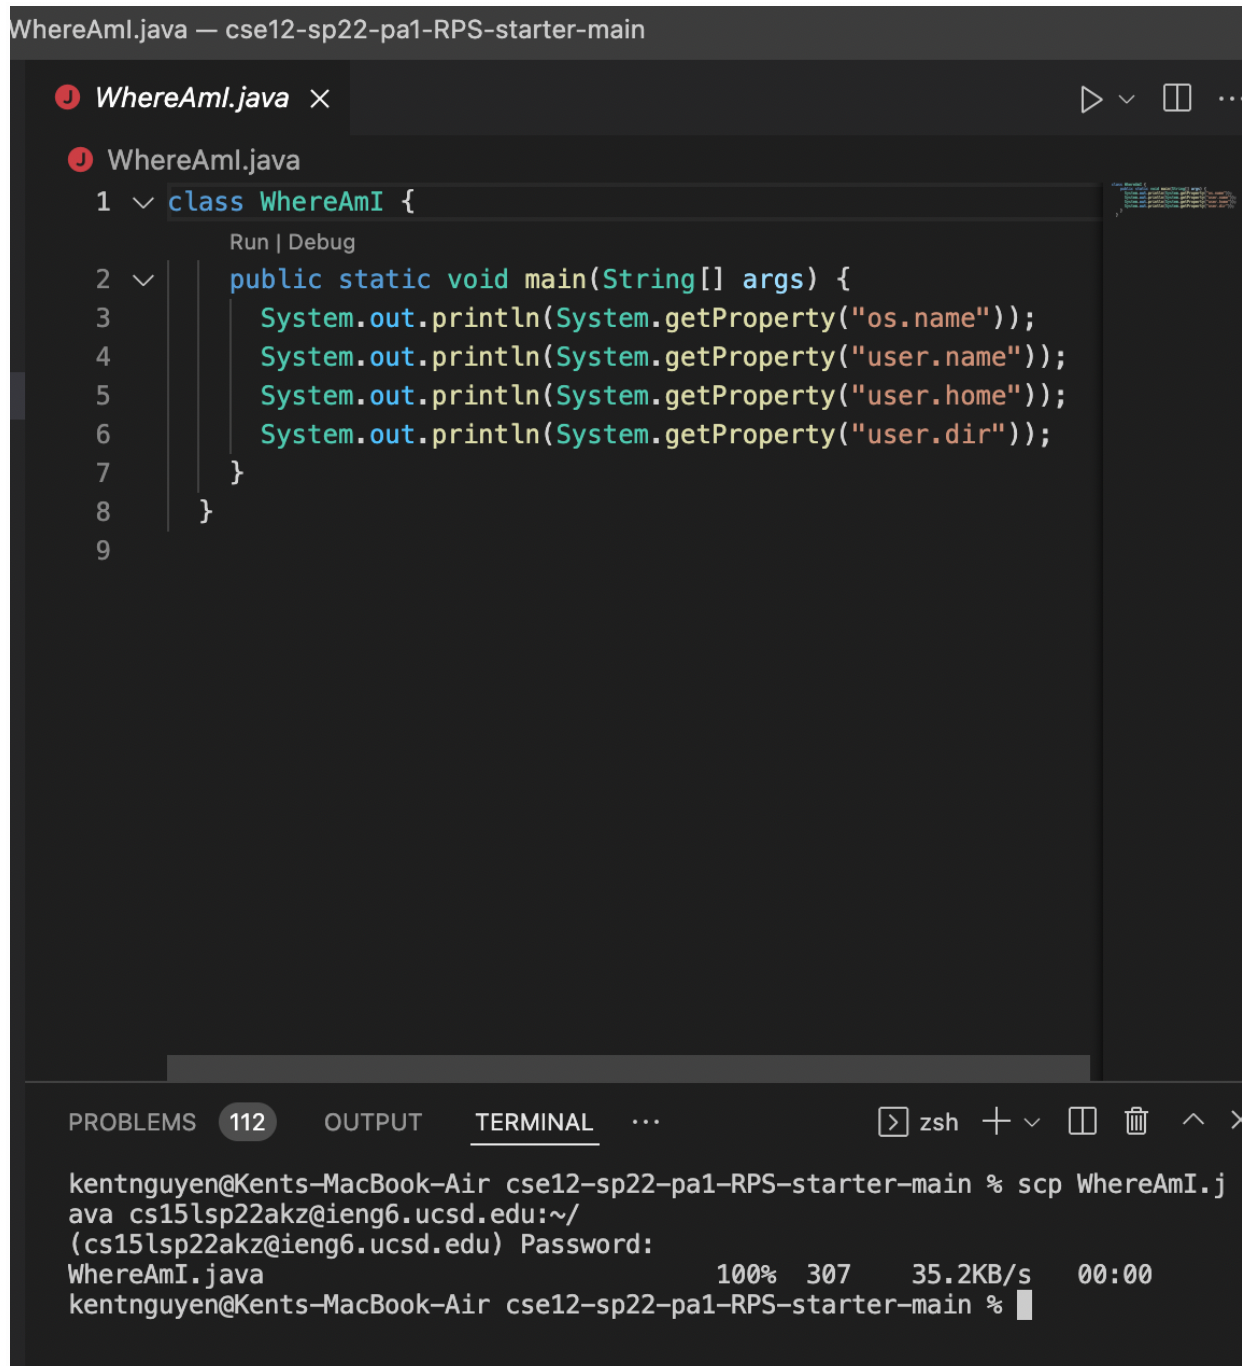 WhereAmI.java — cse12-sp22-pa1-RPS-starter-main
J WhereAmI.java ×
J WhereAmI.java
1 class WhereAmI {
Run | Debug
2 public static void main(String[] args) {
3 System.out.println(System.getProperty("os.name"));
4 System.out.println(System.getProperty("user.name"));
5 System.out.println(System.getProperty("user.home"));
6 System.out.println(System.getProperty("user.dir"));
7 }
8 }
9
PROBLEMS 112 OUTPUT TERMINAL ··· zsh
kentnguyen@Kents-MacBook-Air cse12-sp22-pa1-RPS-starter-main % scp WhereAmI.j
ava cs15lsp22akz@ieng6.ucsd.edu:~/
(cs15lsp22akz@ieng6.ucsd.edu) Password:
WhereAmI.java 100% 307 35.2KB/s 00:00
kentnguyen@Kents-MacBook-Air cse12-sp22-pa1-RPS-starter-main %